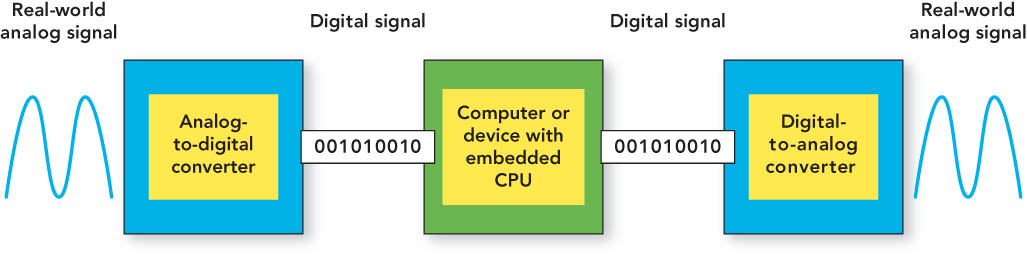 Real-world
analog signal
Digital signal
Digital signal
Real-world
analog signal
Analog-
to-digital
converter
001010010
Computer or
device with
embedded
CPU
001010010
Digital-
to-analog
converter